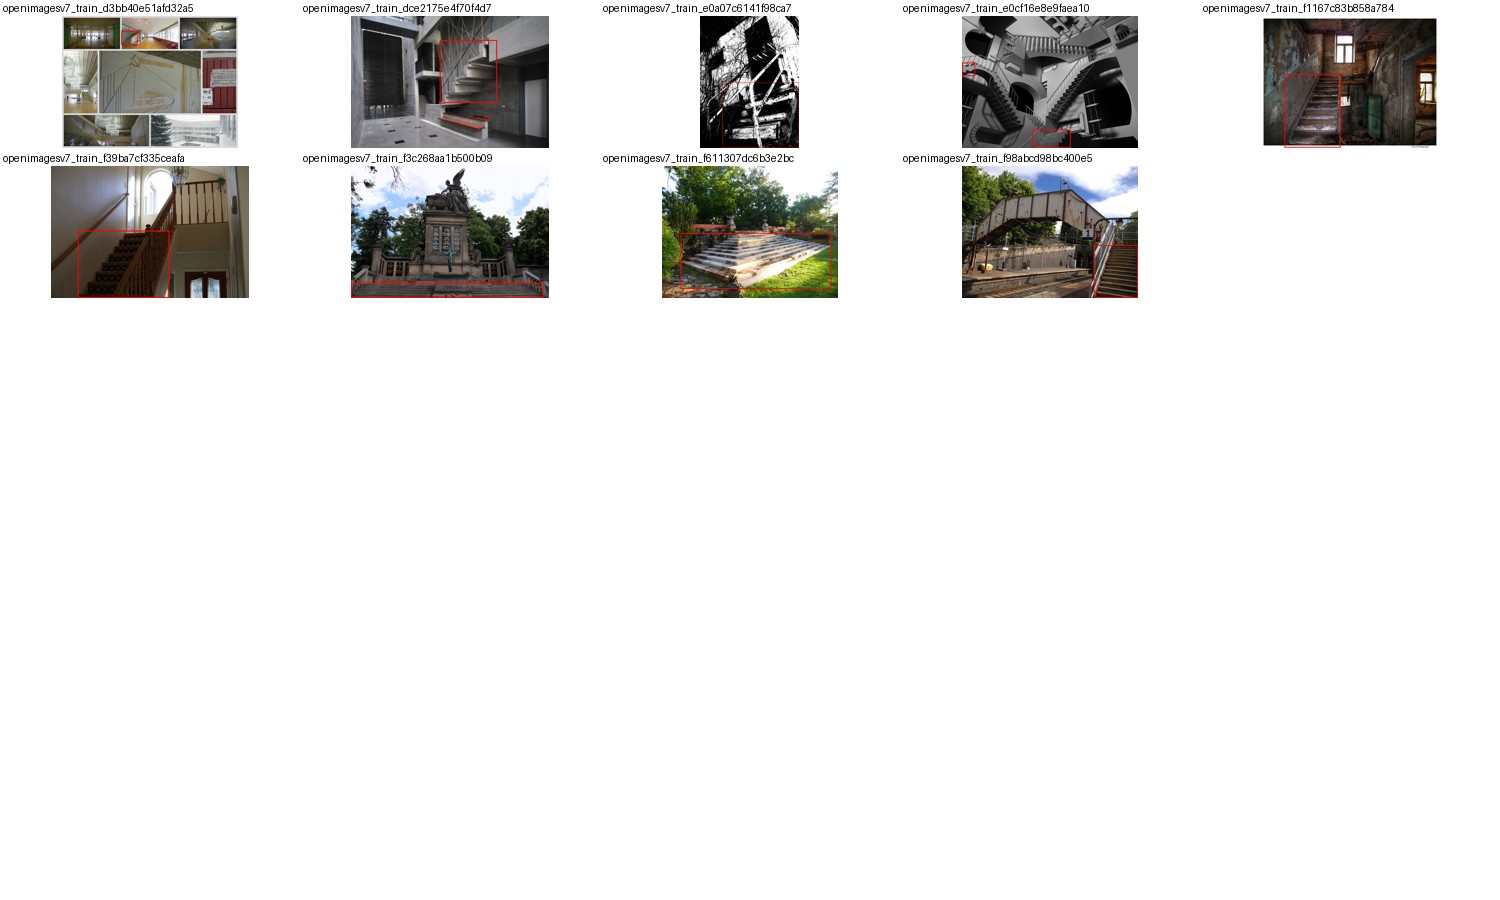 openimagesv7_train_d3bb40e51afd32a5
openimagesv7_train_dce2175e4f70f4d7
openimagesv7_train_e0a07c6141f98ca7
openimagesv7_train_e0cf16e8e9faea10
openimagesv7_train_f1167c83b858a784
openimagesv7_train_f39ba7cf335ceafa
openimagesv7_train_f3c268aa1b500b09
openimagesv7_train_f611307dc6b3e2bc
openimagesv7_train_f98abcd98bc400e5